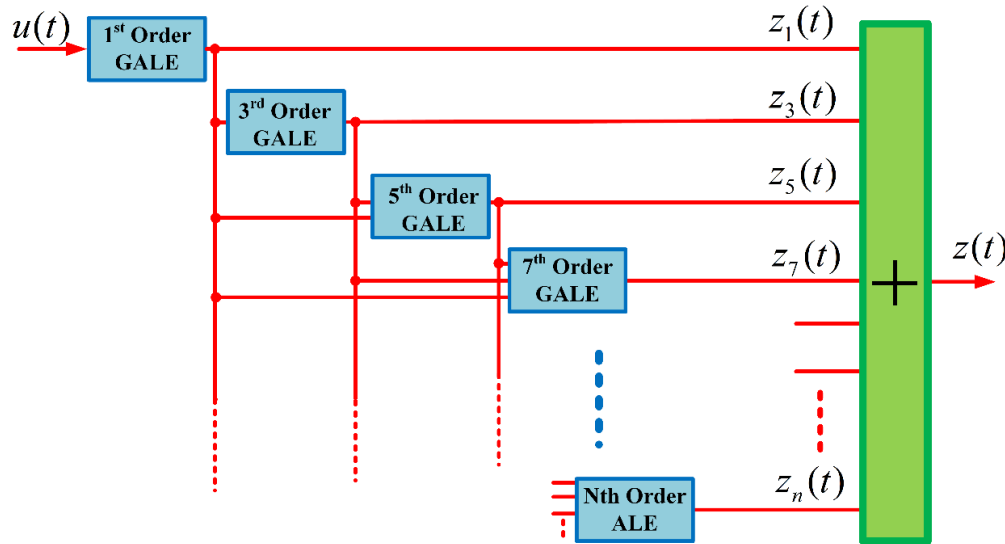 u(t)
1st Order
GALE
z1(t)
3rd Order
GALE
z3(t)
5th Order
GALE
z5(t)
7th Order
GALE
z7(t)
+
z(t)
Nth Order
ALE
zn(t)